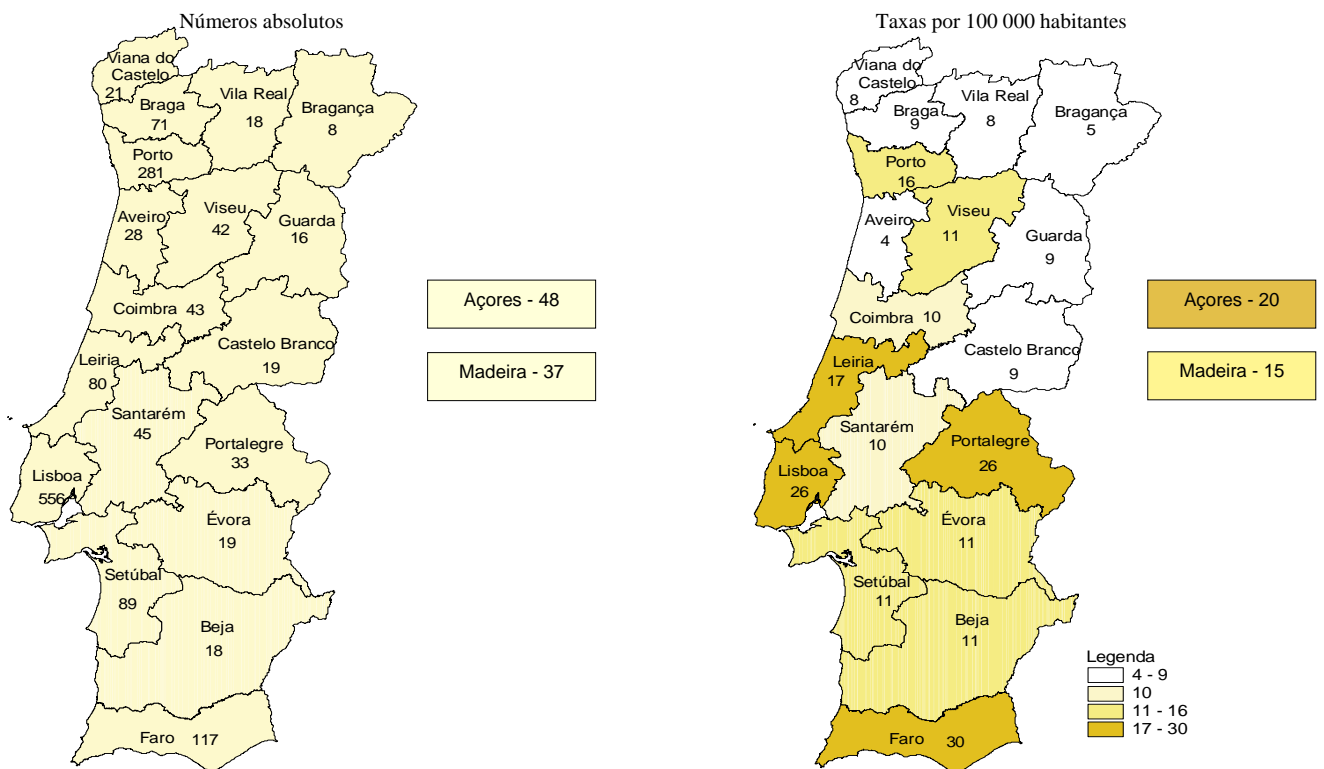 Números absolutos
Viana do
Castelo
21
Braga
71
Vila Real
18
Bragança
8
Porto
281
Aveiro
28
Viseu
42
Guarda
16
Coimbra 43
Castelo Branco
19
Leiria
80
Santarém
45
Portalegre
33
Lisboa
556
Évora
19
Setúbal
89
Beja
18
Faro 117
Açores - 48
Madeira - 37
Taxas por 100 000 habitantes
Viana do
Castelo
8
Braga
9
Vila Real
8
Bragança
5
Porto
16
Aveiro
4
Viseu
11
Guarda
9
Coimbra 10
Castelo Branco
9
Leiria
17
Santarém
10
Portalegre
26
Lisboa
26
Évora
11
Setúbal
11
Beja
11
Faro 30
Açores - 20
Madeira - 15
Legenda
4 - 9
10
11 - 16
17 - 30